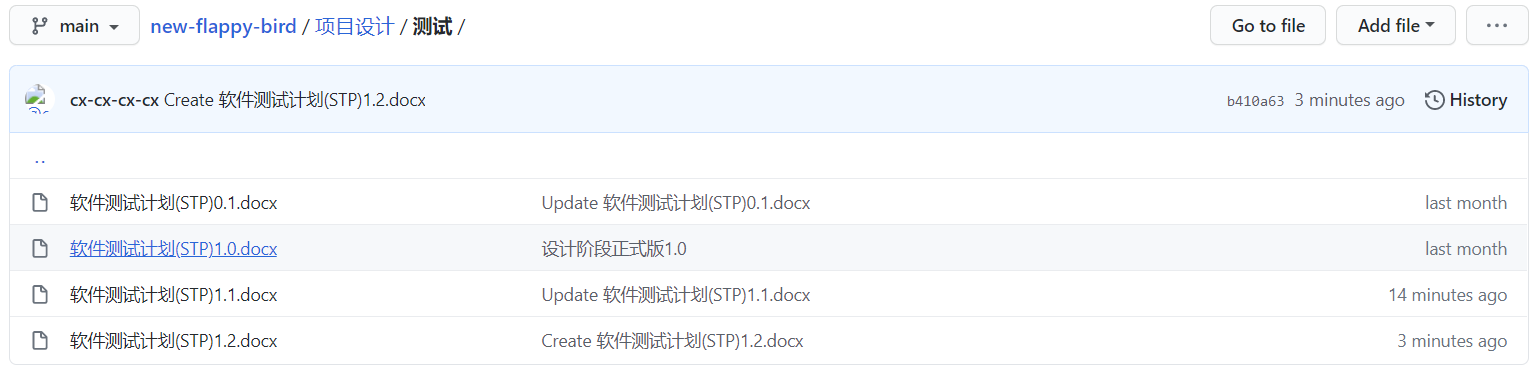 main new-flappy-bird / 项目设计 / 测试 / Go to file Add file ...
cx-cx-cx-cx Create 软件测试计划(STP)1.2.docx b410a63 3 minutes ago History
..
软件测试计划(STP)0.1.docx Update 软件测试计划(STP)0.1.docx last month
软件测试计划(STP)1.0.docx 设计阶段正式版1.0 last month
软件测试计划(STP)1.1.docx Update 软件测试计划(STP)1.1.docx 14 minutes ago
软件测试计划(STP)1.2.docx Create 软件测试计划(STP)1.2.docx 3 minutes ago